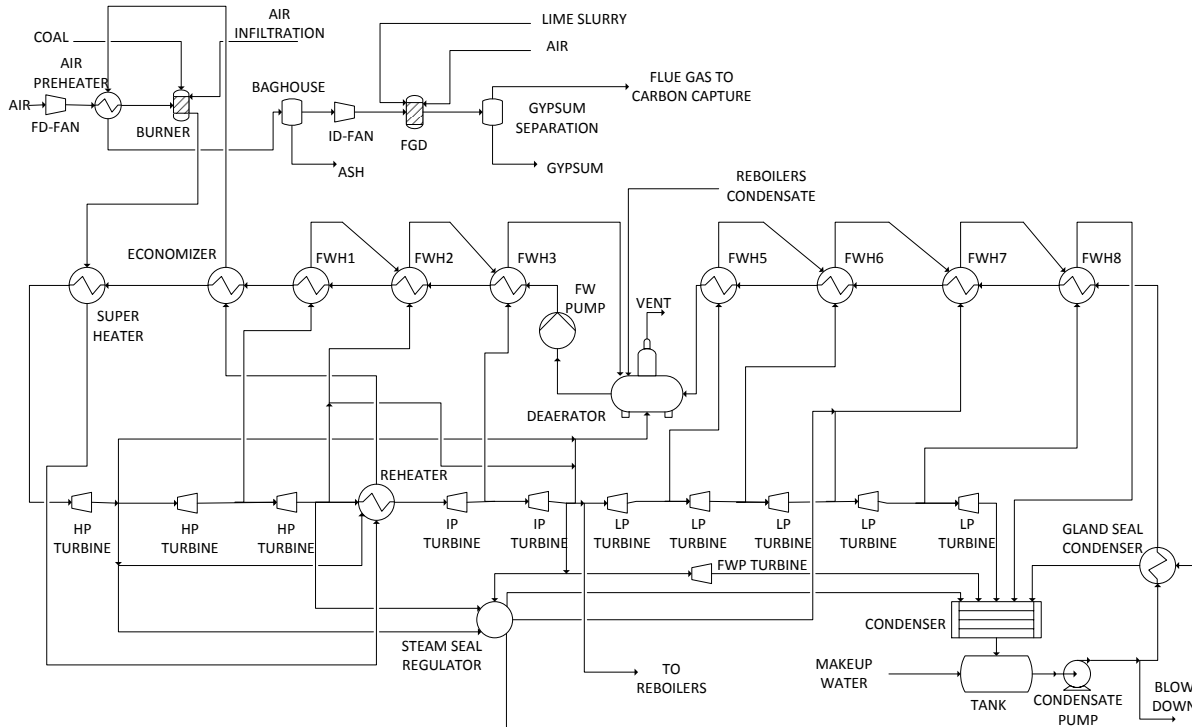 AIR
INFILTRATION
COAL
AIR
PREHEATER
AIR
FD-FAN
BURNER
BAGHOUSE
ID-FAN
ASH
LIME SLURRY
AIR
FGD
FLUE GAS TO
CARBON CAPTURE
GYPSUM
SEPARATION
GYPSUM
REBOILERS
CONDENSATE
ECONOMIZER
FWH1
FWH2
FWH3
FWH5
FWH6
FWH7
FWH8
SUPER
HEATER
FW
PUMP
VENT
DEAERATOR
REHEATER
HP
TURBINE
HP
TURBINE
HP
TURBINE
IP
TURBINE
IP
TURBINE
LP
TURBINE
LP
TURBINE
LP
TURBINE
LP
TURBINE
LP
TURBINE
GLAND SEAL
CONDENSER
FWP TURBINE
STEAM SEAL
REGULATOR
CONDENSER
TO
REBOILERS
MAKEUP
WATER
TANK
CONDENSATE
PUMP
BLOW
DOWN